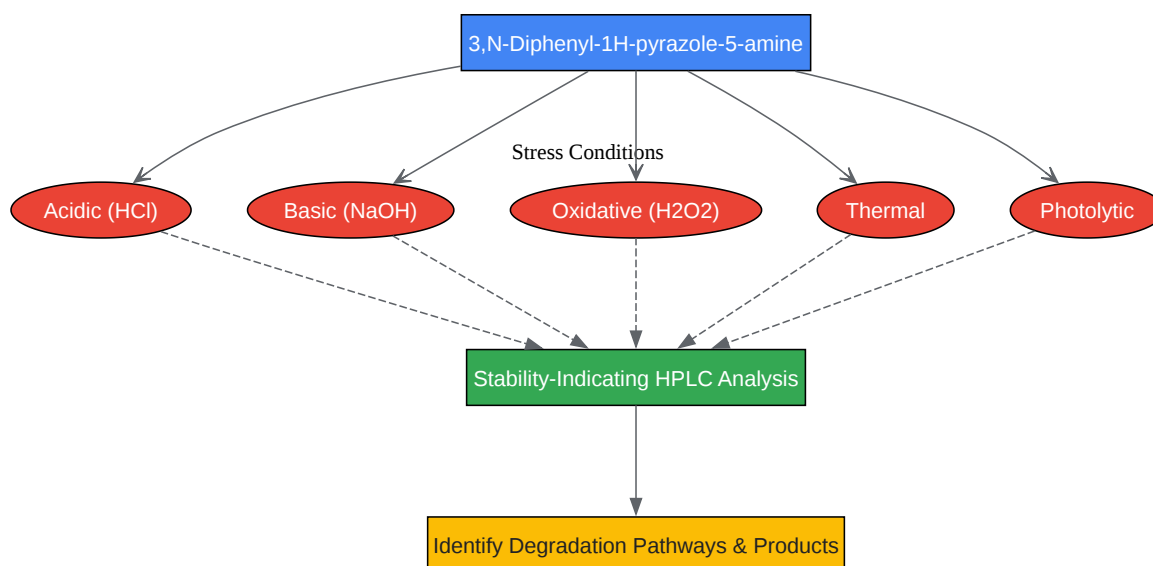 3,N-Diphenyl-1H-pyrazole-5-amine
Stress Conditions
Acidic (HCl)
Basic (NaOH)
Oxidative (H2O2)
Thermal
Photolytic
Stability-Indicating HPLC Analysis
Identify Degradation Pathways & Products